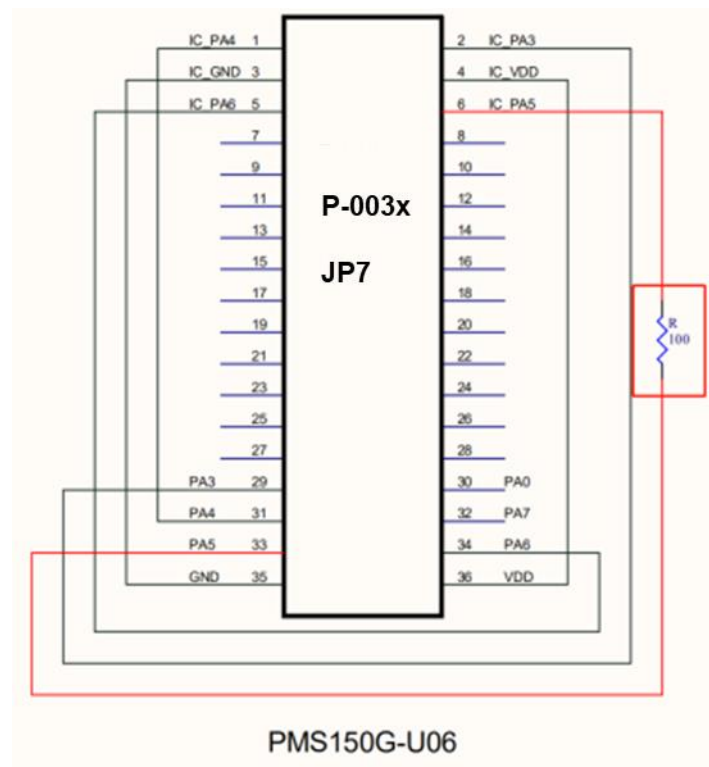 IC_PA4 1
2 IC_PA3
IC_GND 3
4 IC_VDD
IC_PA6 5
6 IC_PA5
7
8
9
10
11
12
13
14
15
16
17
18
19
20
21
22
23
24
25
26
27
28
P-003x
JP7
R
100
PA3 29
30 PA0
PA4 31
32 PA7
PA5 33
34 PA6
GND 35
36 VDD
PMS150G-U06